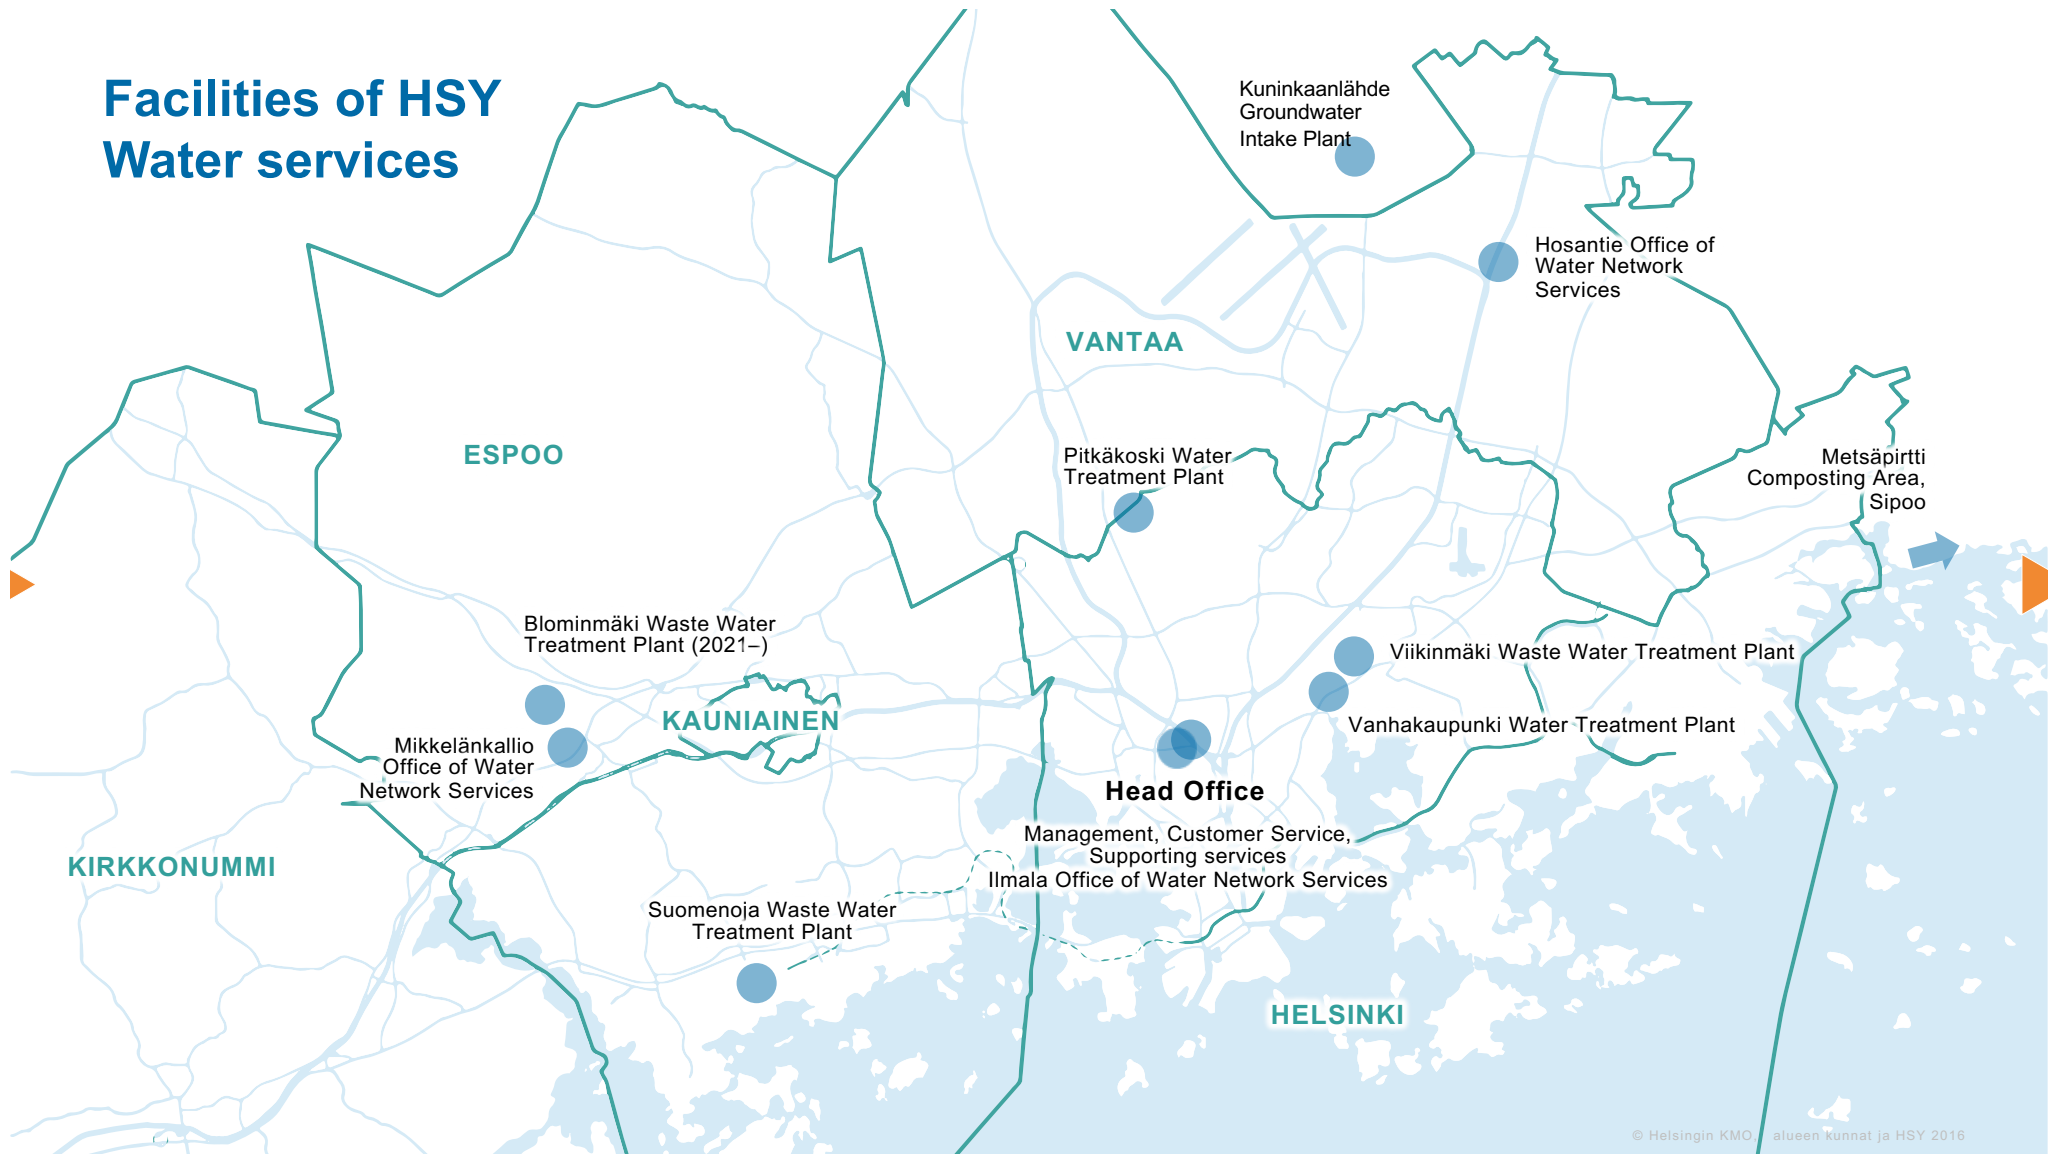 Facilities of HSY
Water services
Kuninkaanlähde
Groundwater
Intake Plant
Hosantie Office of
Water Network
Services
VANTAA
ESPOO
Pitkäkoski Water
Treatment Plant
Metsäpirtti
Composting Area,
Sipoo
Blominmäki Waste Water
Treatment Plant (2021–)
Viikinmäki Waste Water Treatment Plant
KAUNIAINEN
Vanhakaupunki Water Treatment Plant
Mikkelänkallio
Office of Water
Network Services
Head Office
Management, Customer Service,
Supporting services
Ilmala Office of Water Network Services
KIRKKONUMMI
Suomenoja Waste Water
Treatment Plant
HELSINKI
© Helsingin KMO, alueen kunnat ja HSY 2016